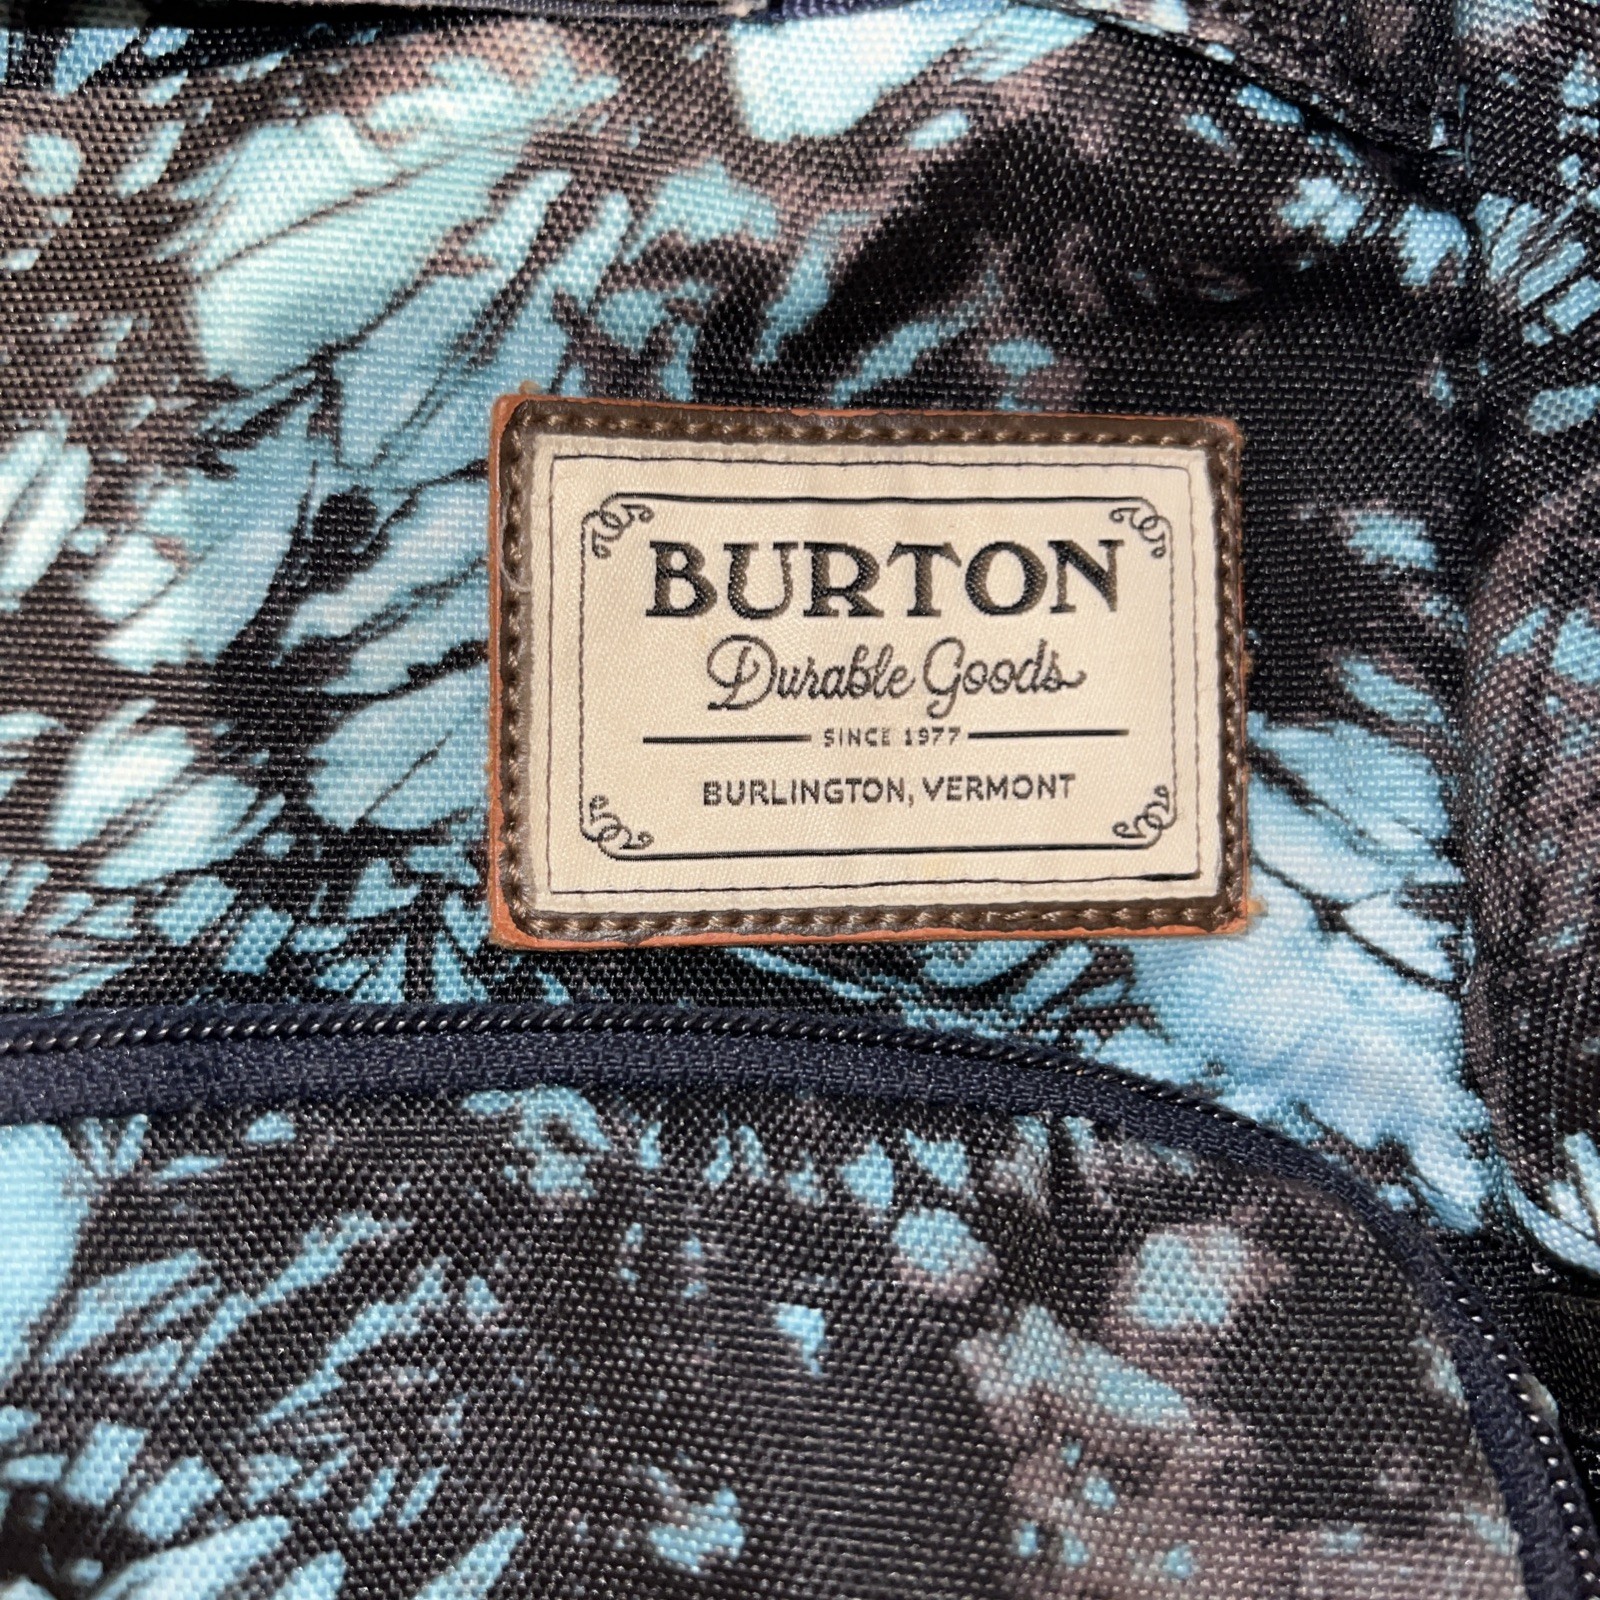 BURTON
Durable Goods
SINCE 1977
BURLINGTON, VERMONT